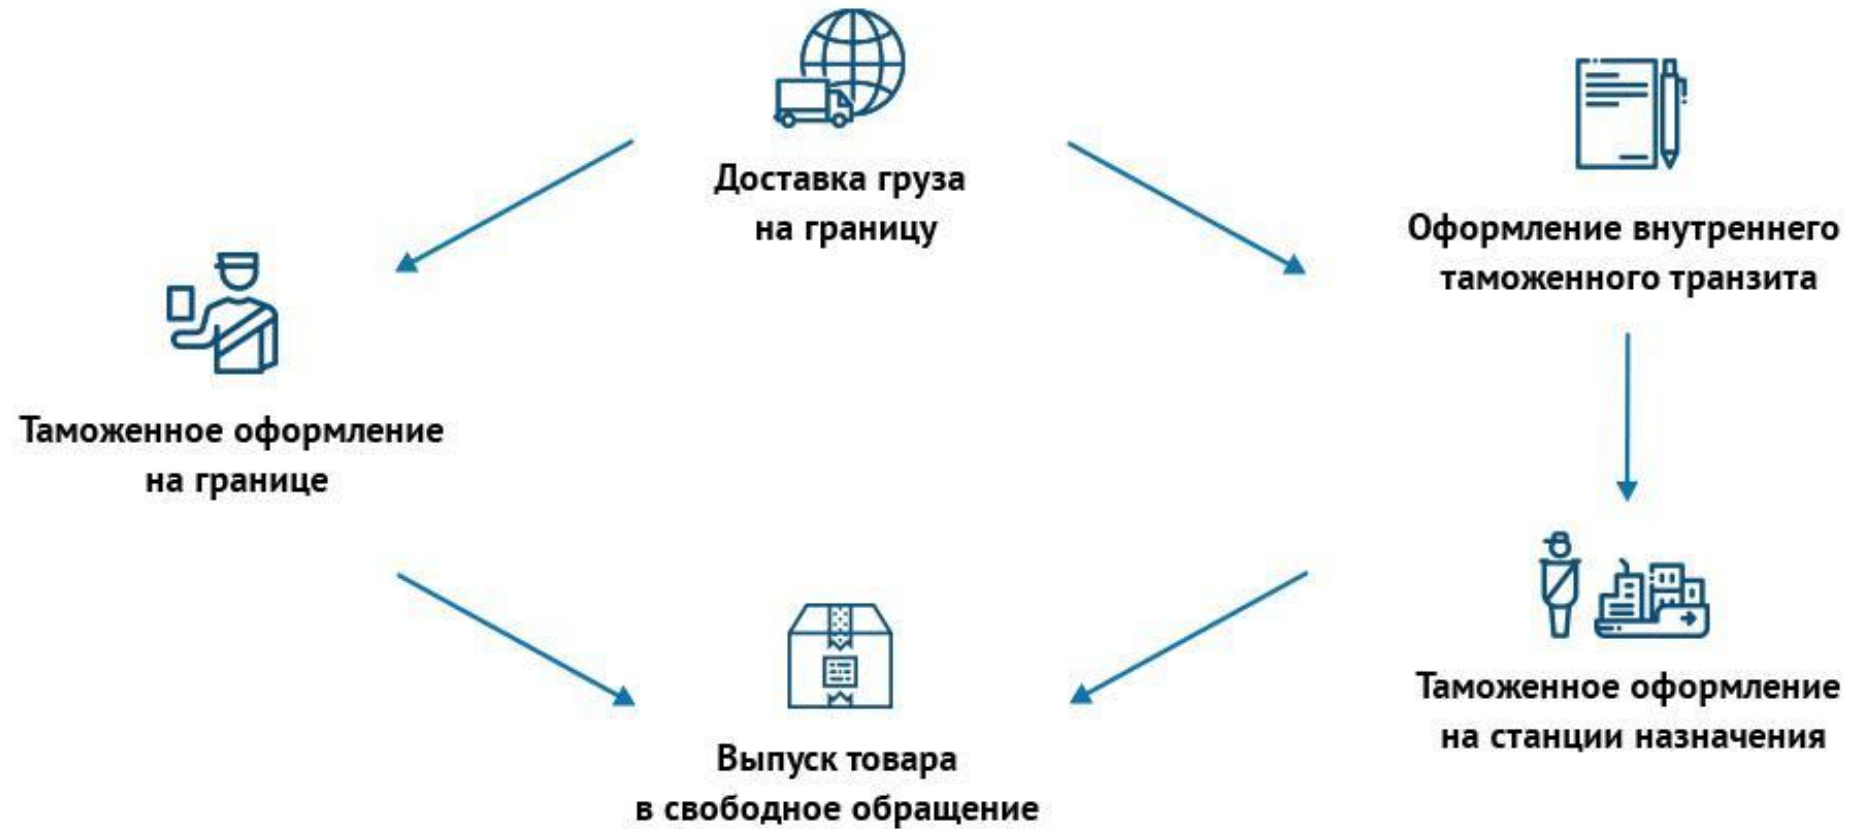 Доставка груза
на границу
Оформление внутреннего
таможенного транзита
Таможенное оформление
на границе
Таможенное оформление
на станции назначения
Выпуск товара
в свободное обращение